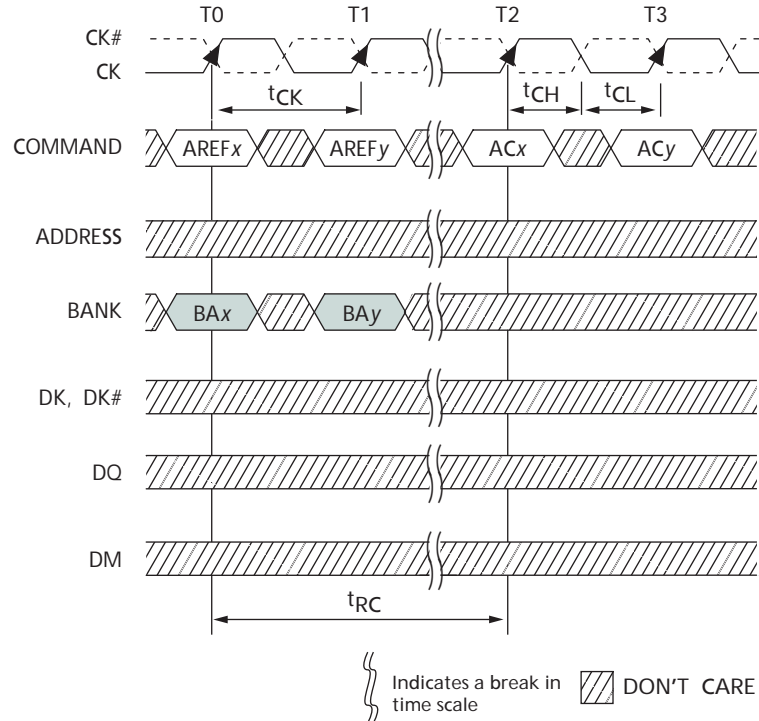 T0 T1 T2 T3
CK#
CK
tCK tCH tCL
COMMAND AREFx AREFy ACx ACy
ADDRESS
BANK BAx BAy
DK, DK#
DQ
DM
tRC
Indicates a break in
time scale
DON'T CARE